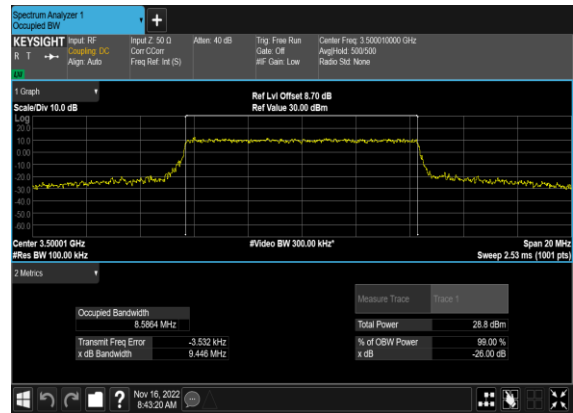 Spectrum Analyzer 1
Occupied BW
+
KEYSIGHT
R T
LXI
Input: RF
Coupling: DC
Align: Auto
Input Z: 50 Ω
Corr CCorr
Freq Ref: Int (S)
Atten: 40 dB
Trig: Free Run
Gate: Off
#IF Gain: Low
Center Freq: 3.500010000 GHz
Avg|Hold: 500/500
Radio Std: None
1 Graph
Scale/Div 10.0 dB
Ref Lvl Offset 8.70 dB
Ref Value 30.00 dBm
Log
20.0
10.0
0.00
-10.0
-20.0
-30.0
-40.0
-50.0
-60.0
Center 3.50001 GHz
#Res BW 100.00 kHz
#Video BW 300.00 kHz*
Span 20 MHz
Sweep 2.53 ms (1001 pts)
2 Metrics
Measure Trace Trace 1
Occupied Bandwidth
8.5864 MHz
Total Power 28.8 dBm
Transmit Freq Error -3.532 kHz
% of OBW Power 99.00 %
x dB Bandwidth 9.446 MHz
x dB -26.00 dB
?
Nov 16, 2022
8:43:20 AM